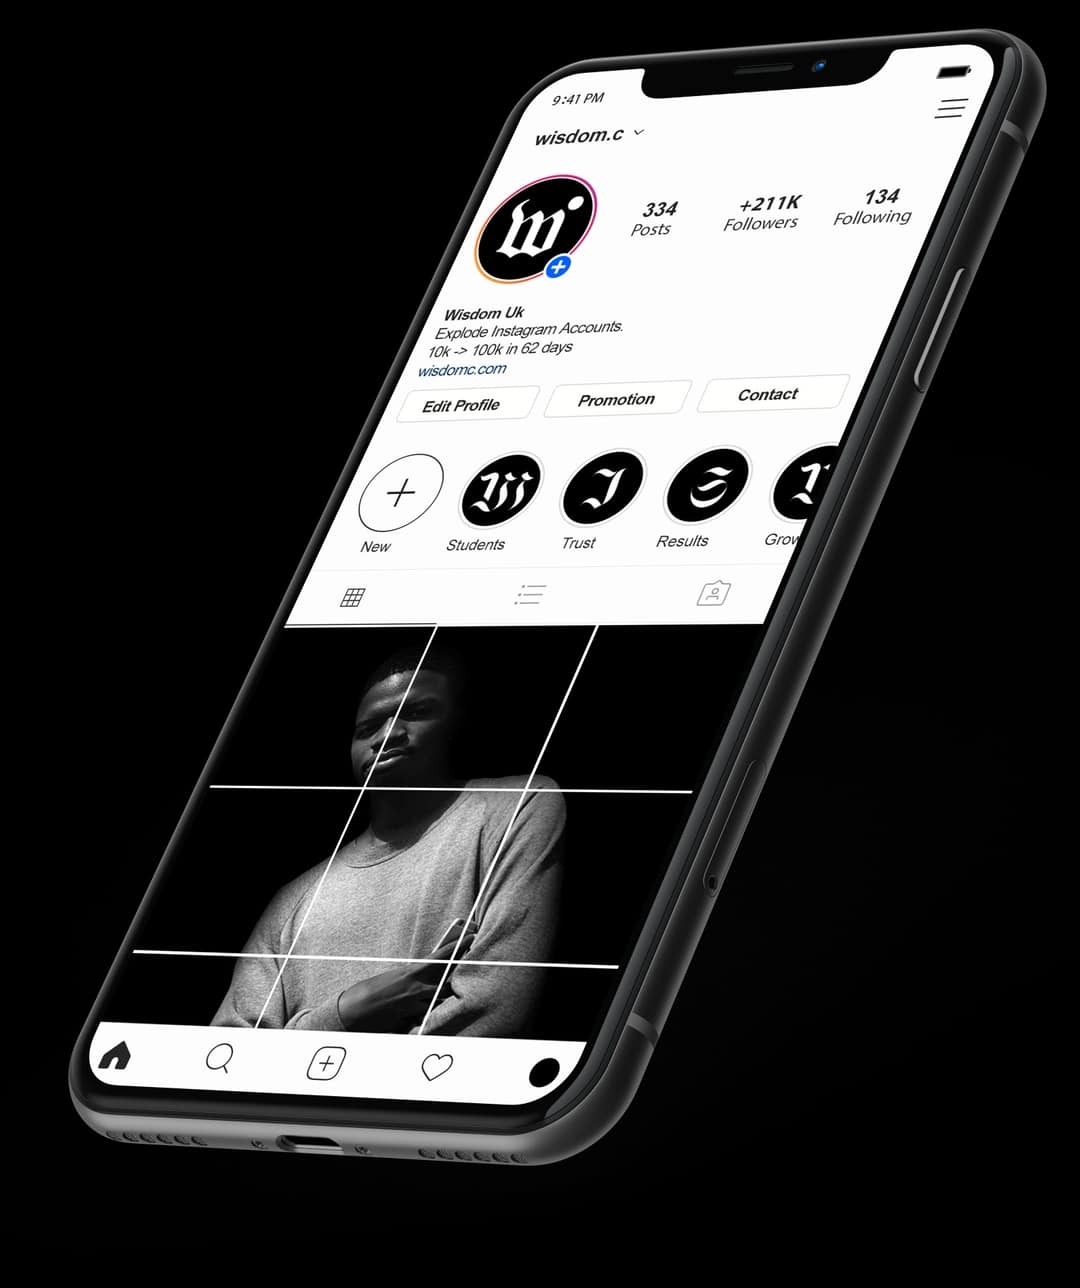 9:41 PM
wisdom.c
W
334
Posts
+211K
Followers
134
Following
Wisdom Uk
Explode Instagram Accounts.
10k -> 100k in 62 days
wisdomc.com
Edit Profile
Promotion
Contact
New
Students
Trust
Results